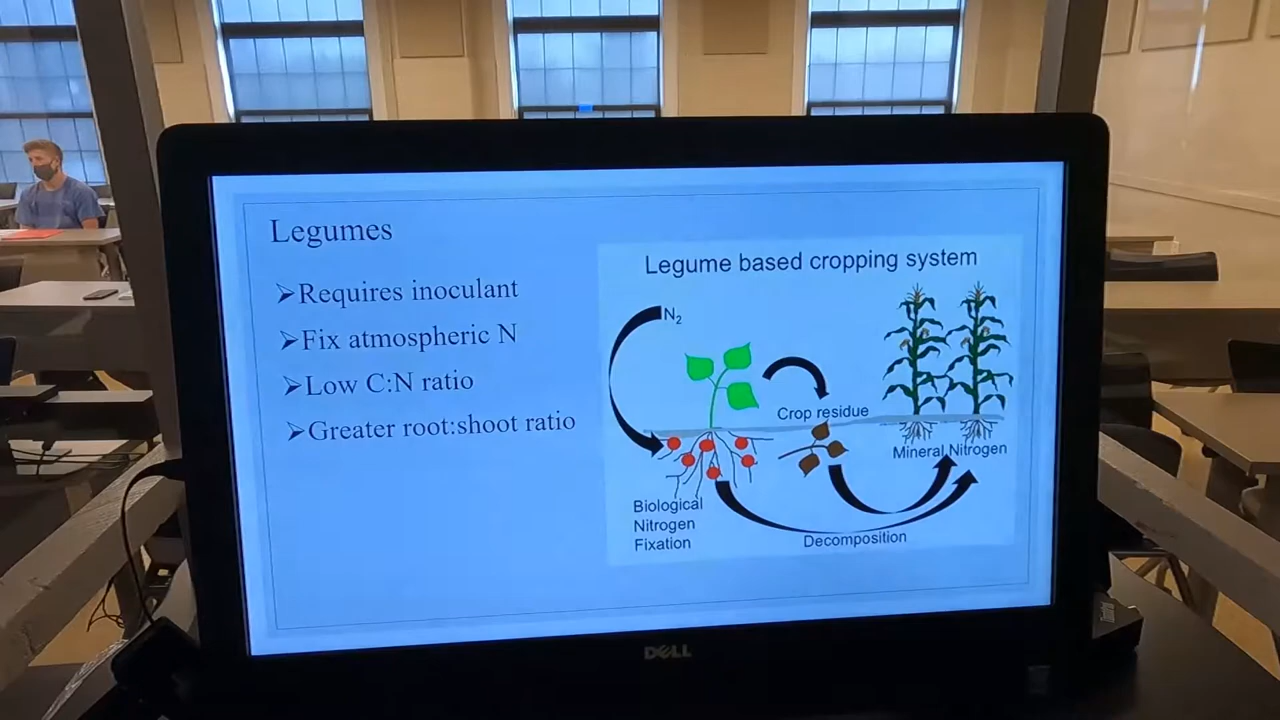 Legumes
➢Requires inoculant
➢Fix atmospheric N
➢Low C:N ratio
➢Greater root:shoot ratio
Legume based cropping system
N₂
Crop residue
Mineral Nitrogen
Biological
Nitrogen
Fixation
Decomposition
DELL